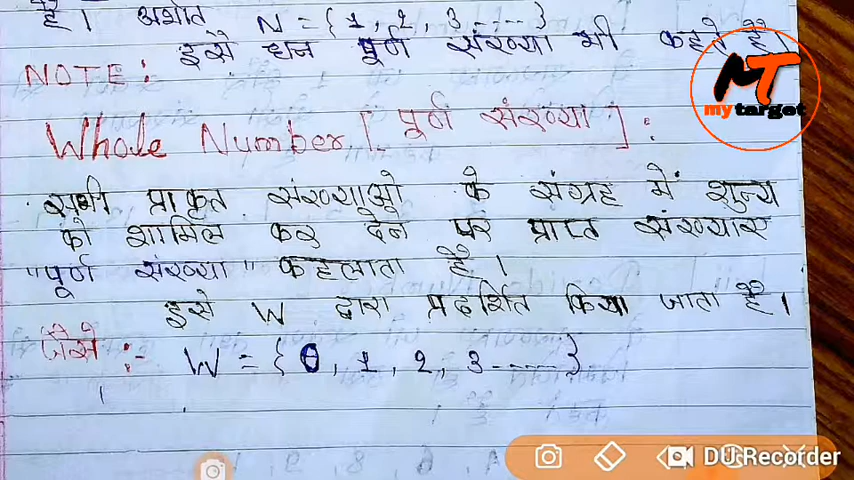 है। अर्थात N = {1, 2, 3-----}
NOTE: इसे धन पूर्ण संख्या भी कहते हैं।
MT
my target
Whole Number [ पूर्ण संख्या ] :
सभी प्राकृत संख्याओ के संग्रह में शुन्य
को शामिल कर देने पर प्राप्त संख्याए
"पूर्ण संख्या" कहलाता है।
इसे W द्वारा प्रदर्शित किया जाता है।
जैसे :- W = {0, 1, 2, 3-----}
DU Recorder